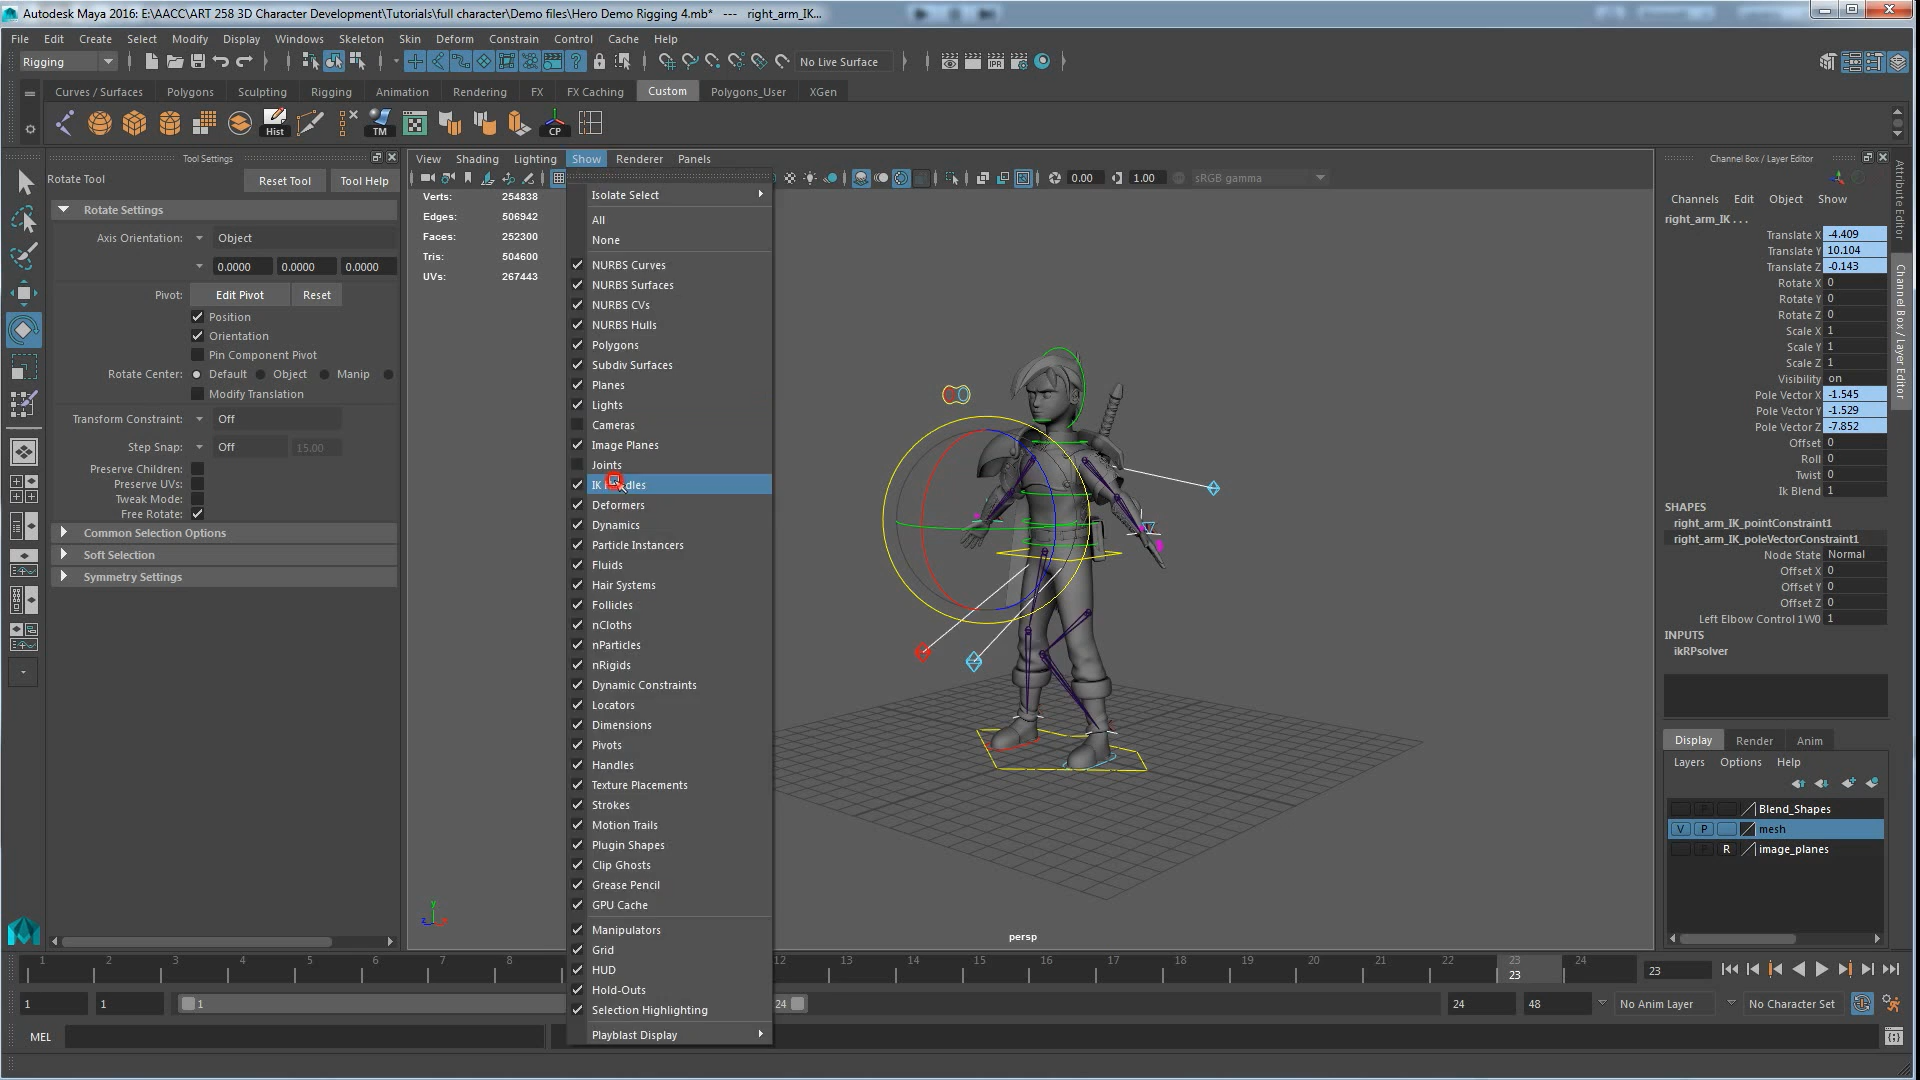 Autodesk Maya 2016: E:\AACC\ART 258 3D Character Development\Tutorials\full character\Demo files\Hero Demo Rigging 4.mb* --- right_arm_IK...
File Edit Create Select Modify Display Windows Skeleton Skin Deform Constrain Control Cache Help
Rigging No Live Surface
Curves / Surfaces Polygons Sculpting Rigging Animation Rendering FX FX Caching Custom Polygons_User XGen
Hist TM CP
Tool Settings
Rotate Tool Reset Tool Tool Help
Rotate Settings
Axis Orientation: Object
0.0000 0.0000 0.0000
Pivot: Edit Pivot Reset
Position
Orientation
Pin Component Pivot
Rotate Center: Default Object Manip
Modify Translation
Transform Constraint: Off
Step Snap: Off 15.00
Preserve Children:
Preserve UVs:
Tweak Mode:
Free Rotate:
Common Selection Options
Soft Selection
Symmetry Settings
View Shading Lighting Show Renderer Panels
0.00 1.00 sRGB gamma
Verts: 254838
Edges: 506942
Faces: 252300
Tris: 504600
UVs: 267443
Isolate Select
All
None
NURBS Curves
NURBS Surfaces
NURBS CVs
NURBS Hulls
Polygons
Subdiv Surfaces
Planes
Lights
Cameras
Image Planes
Joints
Deformers
Dynamics
Particle Instancers
Fluids
Hair Systems
Follicles
nCloths
nParticles
nRigids
Dynamic Constraints
Locators
Dimensions
Pivots
Handles
Texture Placements
Strokes
Motion Trails
Plugin Shapes
Clip Ghosts
Grease Pencil
GPU Cache
Manipulators
Grid
HUD
Hold-Outs
Selection Highlighting
Playblast Display
persp
Channel Box / Layer Editor
Channels Edit Object Show
right_arm_IK . . .
Translate X -4.409
Translate Y 10.104
Translate Z -0.143
Rotate X 0
Rotate Y 0
Rotate Z 0
Scale X 1
Scale Y 1
Scale Z 1
Visibility on
Pole Vector X -1.545
Pole Vector Y -1.529
Pole Vector Z -7.852
Offset 0
Roll 0
Twist 0
Ik Blend 1
SHAPES
right_arm_IK_pointConstraint1
right_arm_IK_poleVectorConstraint1
Node State Normal
Offset X 0
Offset Y 0
Offset Z 0
Left Elbow Control 1W0 1
INPUTS
ikRPsolver
Display Render Anim
Layers Options Help
Blend_Shapes
V P mesh
R image_planes
Attribute Editor
Channel Box / Layer Editor
1 2 3 4 5 6 7 8 12 13 14 15 16 17 18 19 20 21 22 23 24
23 23
1 1 1 24 24 48 No Anim Layer No Character Set
MEL